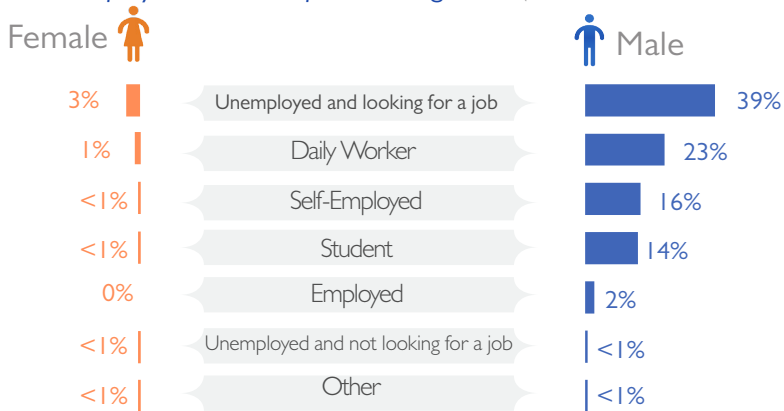 Female
Male
3% Unemployed and looking for a job 39%
1% Daily Worker 23%
<1% Self-Employed 16%
<1% Student 14%
0% Employed 2%
<1% Unemployed and not looking for a job <1%
<1% Other <1%